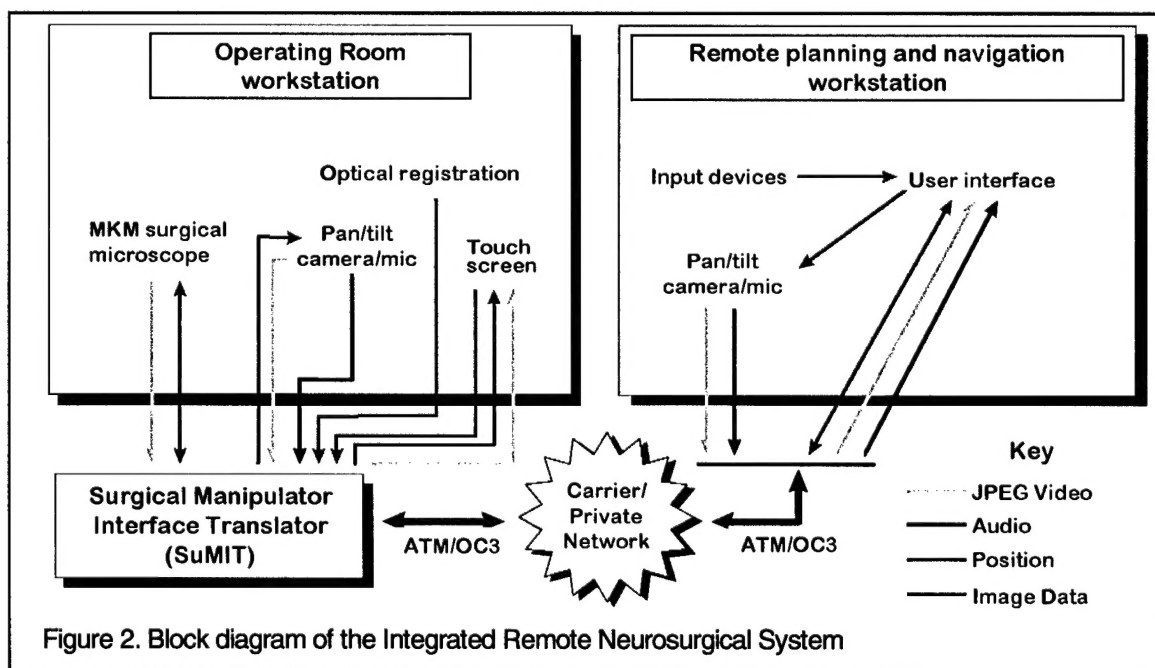 Operating Room
workstation
Remote planning and navigation
workstation
Optical registration
MKM surgical
microscope
Pan/tilt
camera/mic
Touch
screen
Input devices
User interface
Pan/tilt
camera/mic
Surgical Manipulator
Interface Translator
(SuMIT)
ATM/OC3
Carrier/
Private
Network
ATM/OC3
Key
JPEG Video
Audio
Position
Image Data
Figure 2. Block diagram of the Integrated Remote Neurosurgical System